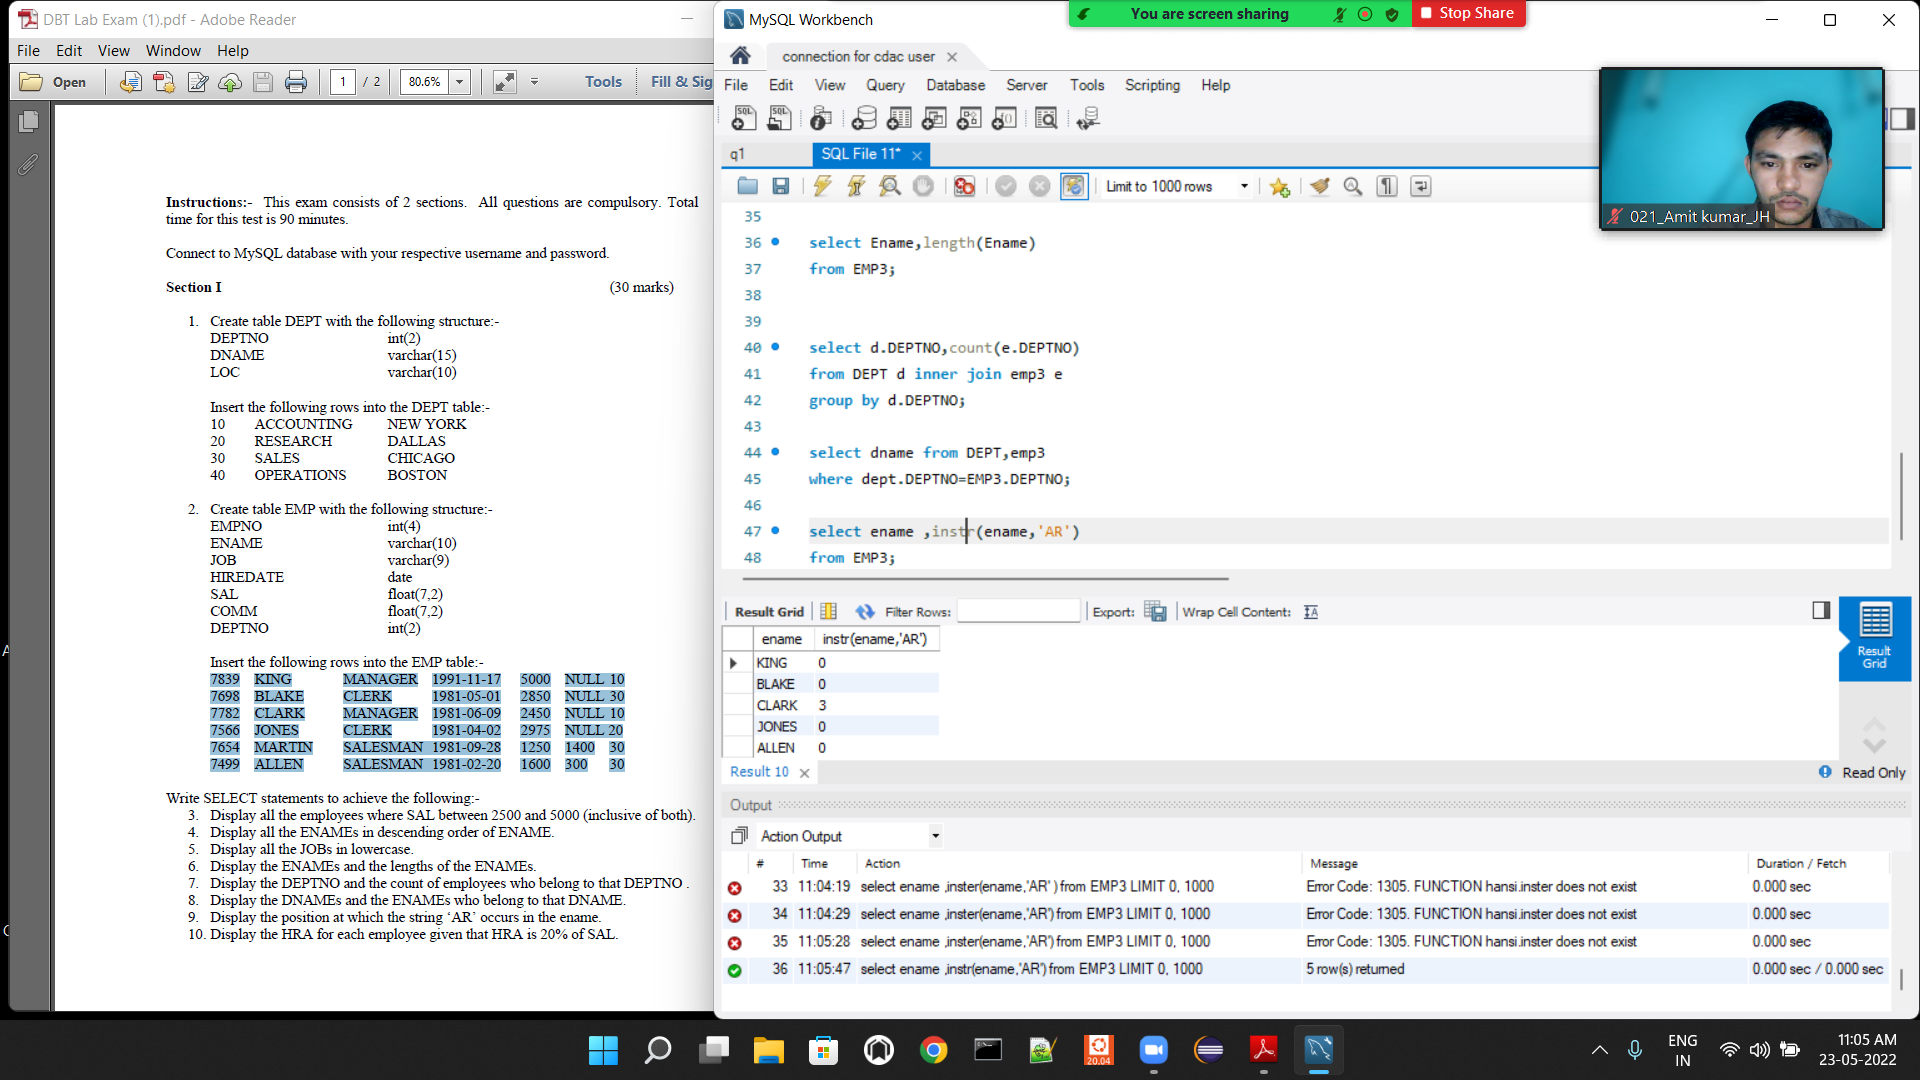 DBT Lab Exam (1).pdf - Adobe Reader
File Edit View Window Help
Open 1 / 2 80.6% Tools Fill & Sig
Instructions:- This exam consists of 2 sections. All questions are compulsory. Total
time for this test is 90 minutes.
Connect to MySQL database with your respective username and password.
Section I (30 marks)
1. Create table DEPT with the following structure:-
DEPTNO int(2)
DNAME varchar(15)
LOC varchar(10)
Insert the following rows into the DEPT table:-
10 ACCOUNTING NEW YORK
20 RESEARCH DALLAS
30 SALES CHICAGO
40 OPERATIONS BOSTON
2. Create table EMP with the following structure:-
EMPNO int(4)
ENAME varchar(10)
JOB varchar(9)
HIREDATE date
SAL float(7,2)
COMM float(7,2)
DEPTNO int(2)
Insert the following rows into the EMP table:-
7839 KING MANAGER 1991-11-17 5000 NULL 10
7698 BLAKE CLERK 1981-05-01 2850 NULL 30
7782 CLARK MANAGER 1981-06-09 2450 NULL 10
7566 JONES CLERK 1981-04-02 2975 NULL 20
7654 MARTIN SALESMAN 1981-09-28 1250 1400 30
7499 ALLEN SALESMAN 1981-02-20 1600 300 30
Write SELECT statements to achieve the following:-
3. Display all the employees where SAL between 2500 and 5000 (inclusive of both).
4. Display all the ENAMEs in descending order of ENAME.
5. Display all the JOBs in lowercase.
6. Display the ENAMEs and the lengths of the ENAMEs.
7. Display the DEPTNO and the count of employees who belong to that DEPTNO .
8. Display the DNAMEs and the ENAMEs who belong to that DNAME.
9. Display the position at which the string ‘AR’ occurs in the ename.
10. Display the HRA for each employee given that HRA is 20% of SAL.
MySQL Workbench
You are screen sharing Stop Share
connection for cdac user
File Edit View Query Database Server Tools Scripting Help
q1 SQL File 11*
Limit to 1000 rows
021_Amit kumar_JH
35
36 select Ename,length(Ename)
37 from EMP3;
38
39
40 select d.DEPTNO,count(e.DEPTNO)
41 from DEPT d inner join emp3 e
42 group by d.DEPTNO;
43
44 select dname from DEPT,emp3
45 where dept.DEPTNO=EMP3.DEPTNO;
46
47 select ename ,instr(ename,'AR')
48 from EMP3;
Result Grid Filter Rows: Export: Wrap Cell Content:
ename instr(ename,'AR')
KING 0
BLAKE 0
CLARK 3
JONES 0
ALLEN 0
Result Grid
Result 10 Read Only
Output
Action Output
# Time Action Message Duration / Fetch
33 11:04:19 select ename ,inster(ename,'AR' ) from EMP3 LIMIT 0, 1000 Error Code: 1305. FUNCTION hansi.inster does not exist 0.000 sec
34 11:04:29 select ename ,inster(ename,'AR') from EMP3 LIMIT 0, 1000 Error Code: 1305. FUNCTION hansi.inster does not exist 0.000 sec
35 11:05:28 select ename ,inster(ename,'AR') from EMP3 LIMIT 0, 1000 Error Code: 1305. FUNCTION hansi.inster does not exist 0.000 sec
36 11:05:47 select ename ,instr(ename,'AR') from EMP3 LIMIT 0, 1000 5 row(s) returned 0.000 sec / 0.000 sec
20.04
ENG 11:05 AM
IN 23-05-2022